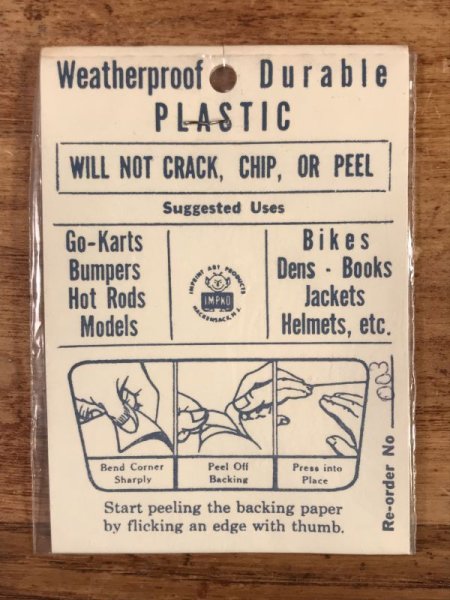 Weatherproof Durable
PLASTIC
WILL NOT CRACK, CHIP, OR PEEL
Suggested Uses
Go-Karts
Bumpers
Hot Rods
Models
IMPRINT ART PRODUCTS
IMPKO
HACKENSACK, N. J.
Bikes
Dens - Books
Jackets
Helmets, etc.
Bend Corner
Sharply
Peel Off
Backing
Press into
Place
Start peeling the backing paper
by flicking an edge with thumb.
Re-order No 003